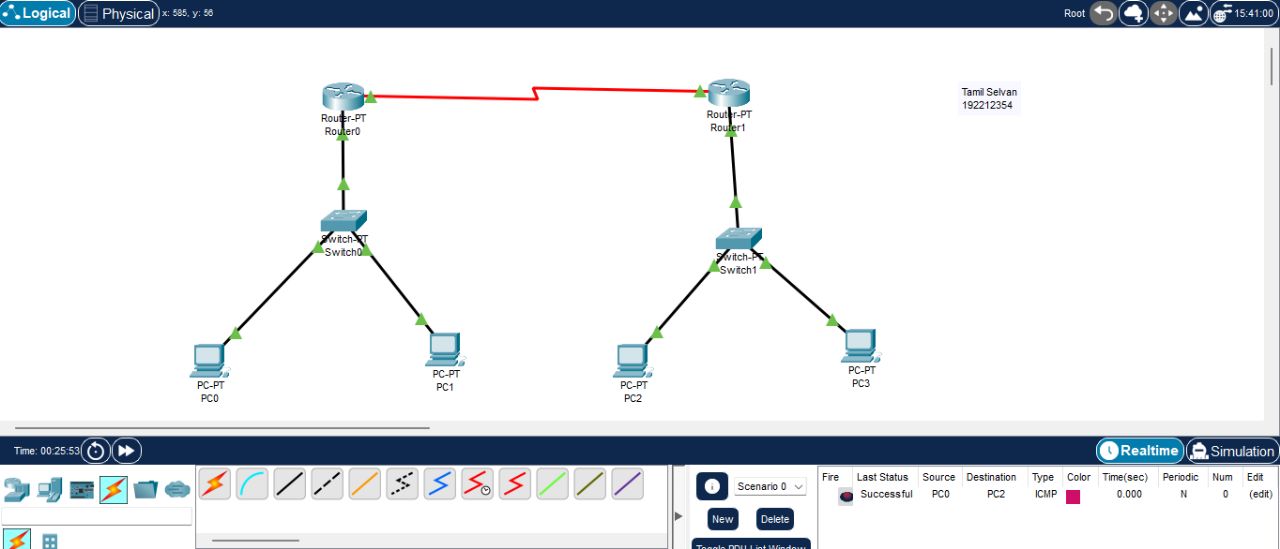 Logical Physical x: 585, y: 56 Root 15:41:00
Tamil Selvan
192212354
Router-PT
Router0
Router-PT
Router1
Switch-PT
Switch0
Switch-PT
Switch1
PC-PT
PC0
PC-PT
PC1
PC-PT
PC2
PC-PT
PC3
Time: 00:25:53 Realtime Simulation
Scenario 0
New Delete
Toggle PDU List Window
Fire Last Status Source Destination Type Color Time(sec) Periodic Num Edit
Successful PC0 PC2 ICMP 0.000 N 0 (edit)